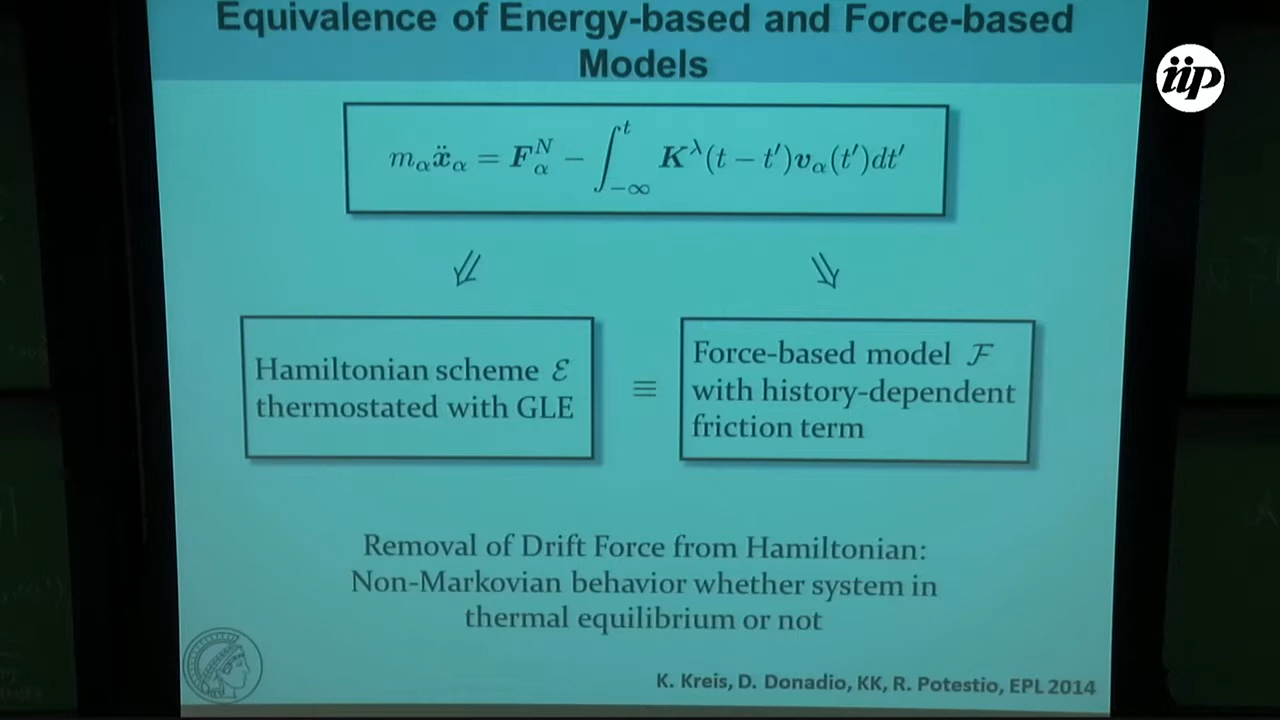 Equivalence of Energy-based and Force-based
Models
iip
m_α ẍ_α = F_α^N − ∫_{−∞}^{t} K^λ(t − t′)v_α(t′)dt′
⇙ ⇘
Hamiltonian scheme ℰ
thermostated with GLE
≡
Force-based model ℱ
with history-dependent
friction term
Removal of Drift Force from Hamiltonian:
Non-Markovian behavior whether system in
thermal equilibrium or not
K. Kreis, D. Donadio, KK, R. Potestio, EPL 2014